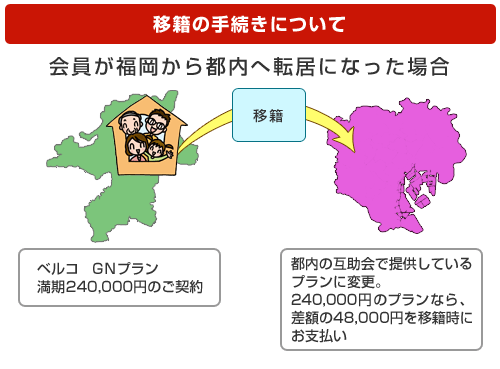 移籍の手続きについて
会員が福岡から都内へ転居になった場合
移籍
ベルコ　GNプラン
満期240,000円のご契約
都内の互助会で提供している
プランに変更。
240,000円のプランなら、
差額の48,000円を移籍時に
お支払い